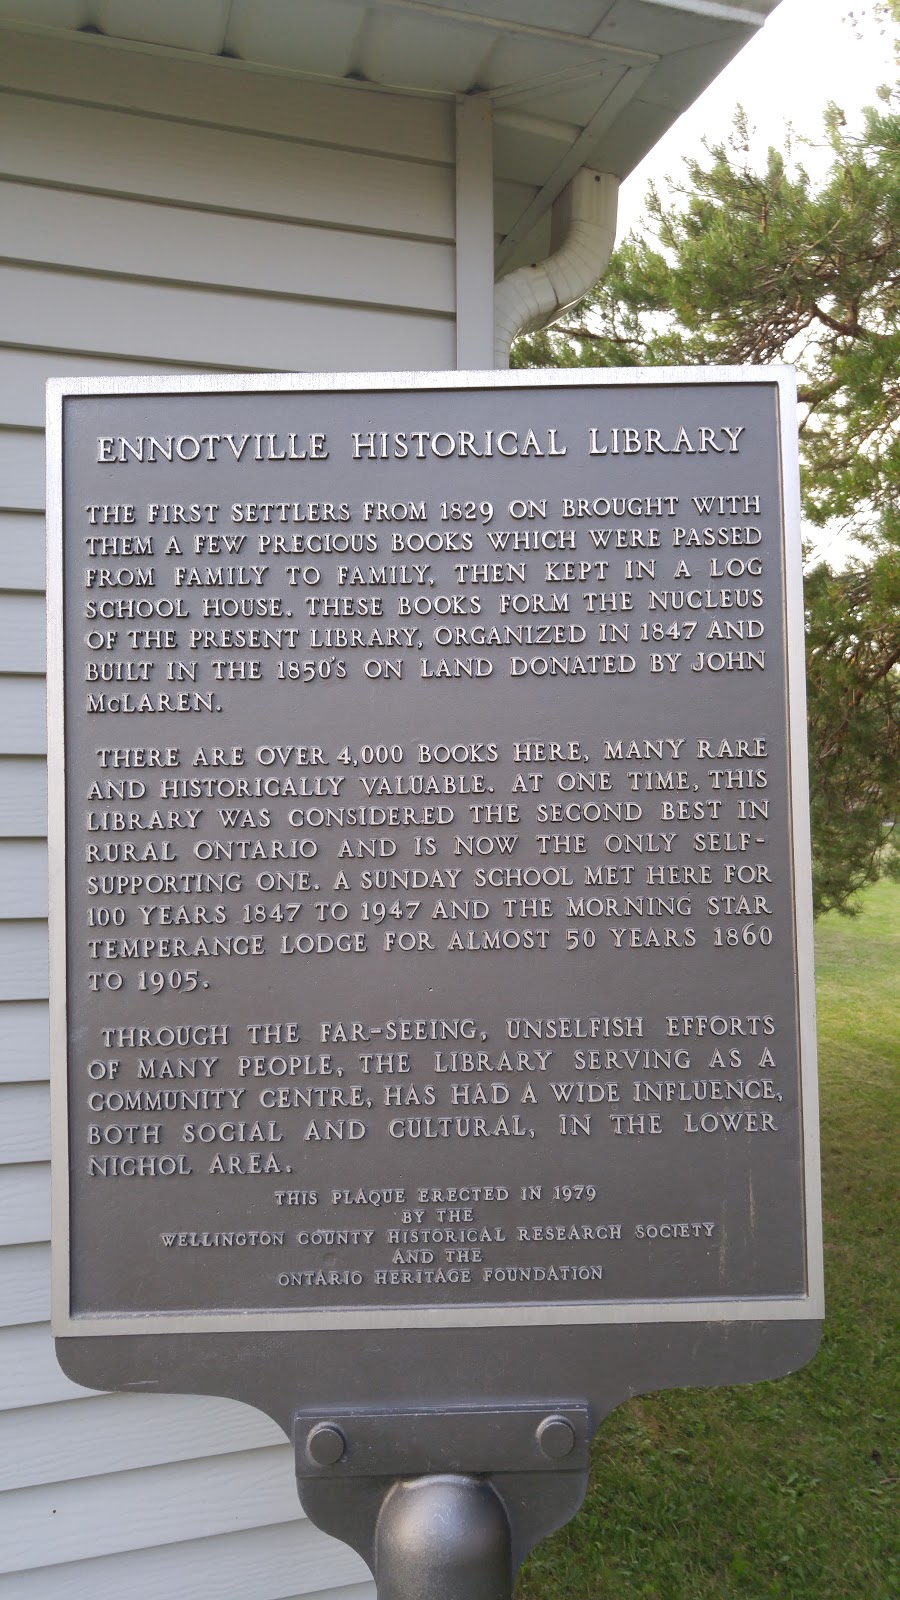 ENNOTVILLE HISTORICAL LIBRARY
THE FIRST SETTLERS FROM 1829 ON BROUGHT WITH
THEM A FEW PRECIOUS BOOKS WHICH WERE PASSED
FROM FAMILY TO FAMILY, THEN KEPT IN A LOG
SCHOOL HOUSE. THESE BOOKS FORM THE NUCLEUS
OF THE PRESENT LIBRARY, ORGANIZED IN 1847 AND
BUILT IN THE 1850'S ON LAND DONATED BY JOHN
McLAREN.
THERE ARE OVER 4,000 BOOKS HERE, MANY RARE
AND HISTORICALLY VALUABLE. AT ONE TIME, THIS
LIBRARY WAS CONSIDERED THE SECOND BEST IN
RURAL ONTARIO AND IS NOW THE ONLY SELF-
SUPPORTING ONE. A SUNDAY SCHOOL MET HERE FOR
100 YEARS 1847 TO 1947 AND THE MORNING STAR
TEMPERANCE LODGE FOR ALMOST 50 YEARS 1860
TO 1905.
THROUGH THE FAR-SEEING, UNSELFISH EFFORTS
OF MANY PEOPLE, THE LIBRARY SERVING AS A
COMMUNITY CENTRE, HAS HAD A WIDE INFLUENCE,
BOTH SOCIAL AND CULTURAL, IN THE LOWER
NICHOL AREA.
THIS PLAQUE ERECTED IN 1979
BY THE
WELLINGTON COUNTY HISTORICAL RESEARCH SOCIETY
AND THE
ONTARIO HERITAGE FOUNDATION